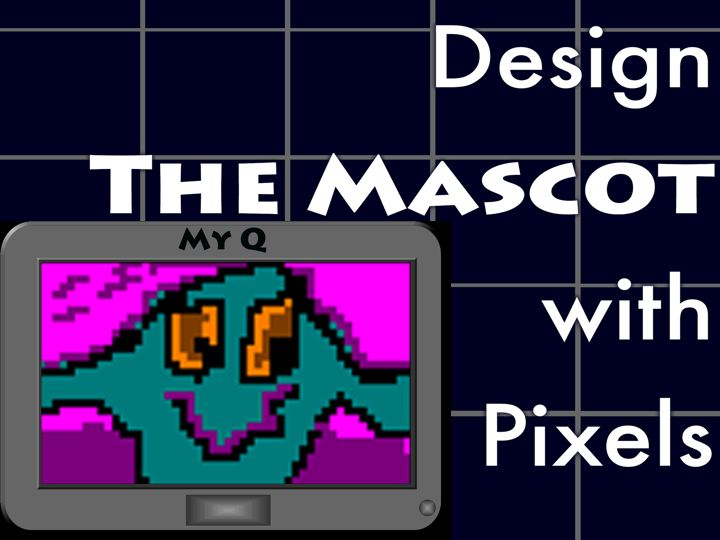 Design
The Mascot
My Q
with
Pixels